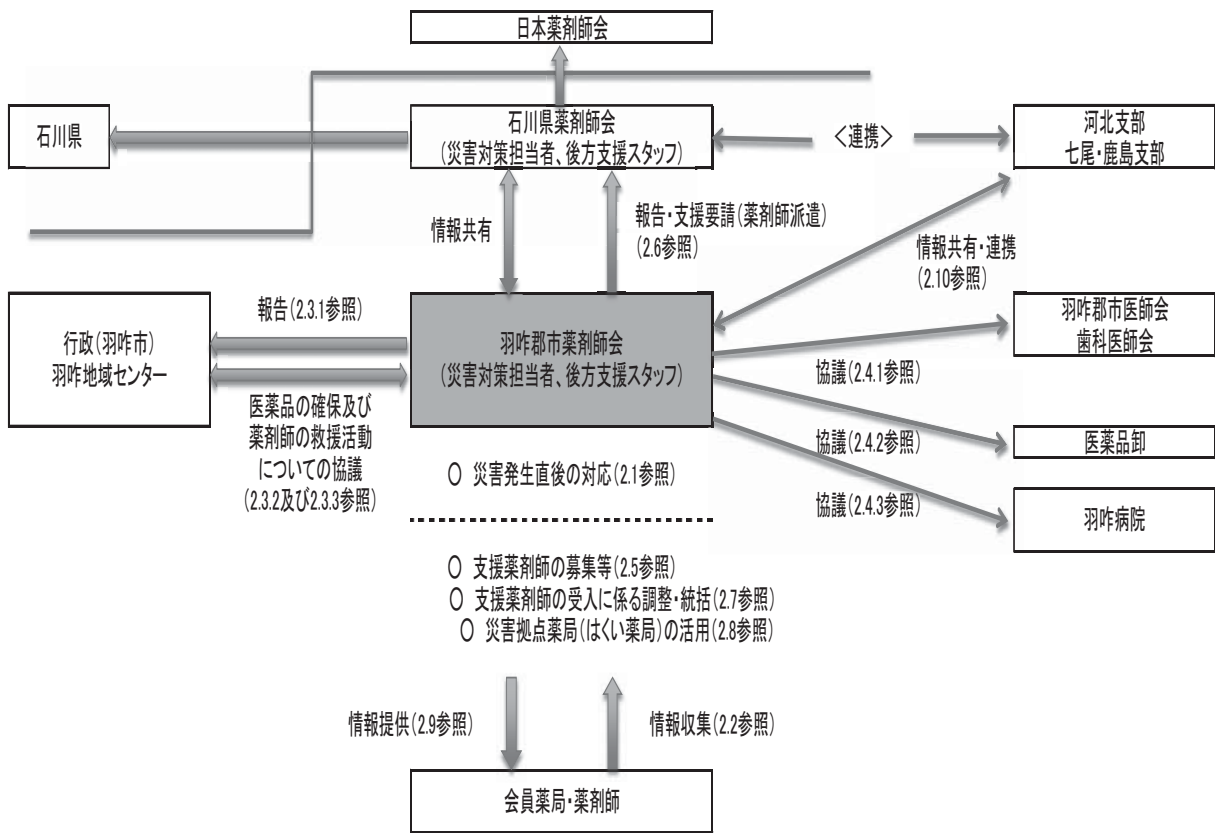 日本薬剤師会
石川県
石川県薬剤師会
(災害対策担当者、後方支援スタッフ)
<連携>
河北支部
七尾・鹿島支部
情報共有
報告・支援要請(薬剤師派遣)
(2.6参照)
情報共有・連携
(2.10参照)
行政(羽咋市)
羽咋地域センター
報告(2.3.1参照)
医薬品の確保及び
薬剤師の救援活動
についての協議
(2.3.2及び2.3.3参照)
羽咋郡市薬剤師会
(災害対策担当者、後方支援スタッフ)
羽咋郡市医師会
歯科医師会
協議(2.4.1参照)
協議(2.4.2参照)
医薬品卸
協議(2.4.3参照)
羽咋病院
○ 災害発生直後の対応(2.1参照)
○ 支援薬剤師の募集等(2.5参照)
○ 支援薬剤師の受入に係る調整・統括(2.7参照)
○ 災害拠点薬局(はくい薬局)の活用(2.8参照)
情報提供(2.9参照)
情報収集(2.2参照)
会員薬局・薬剤師